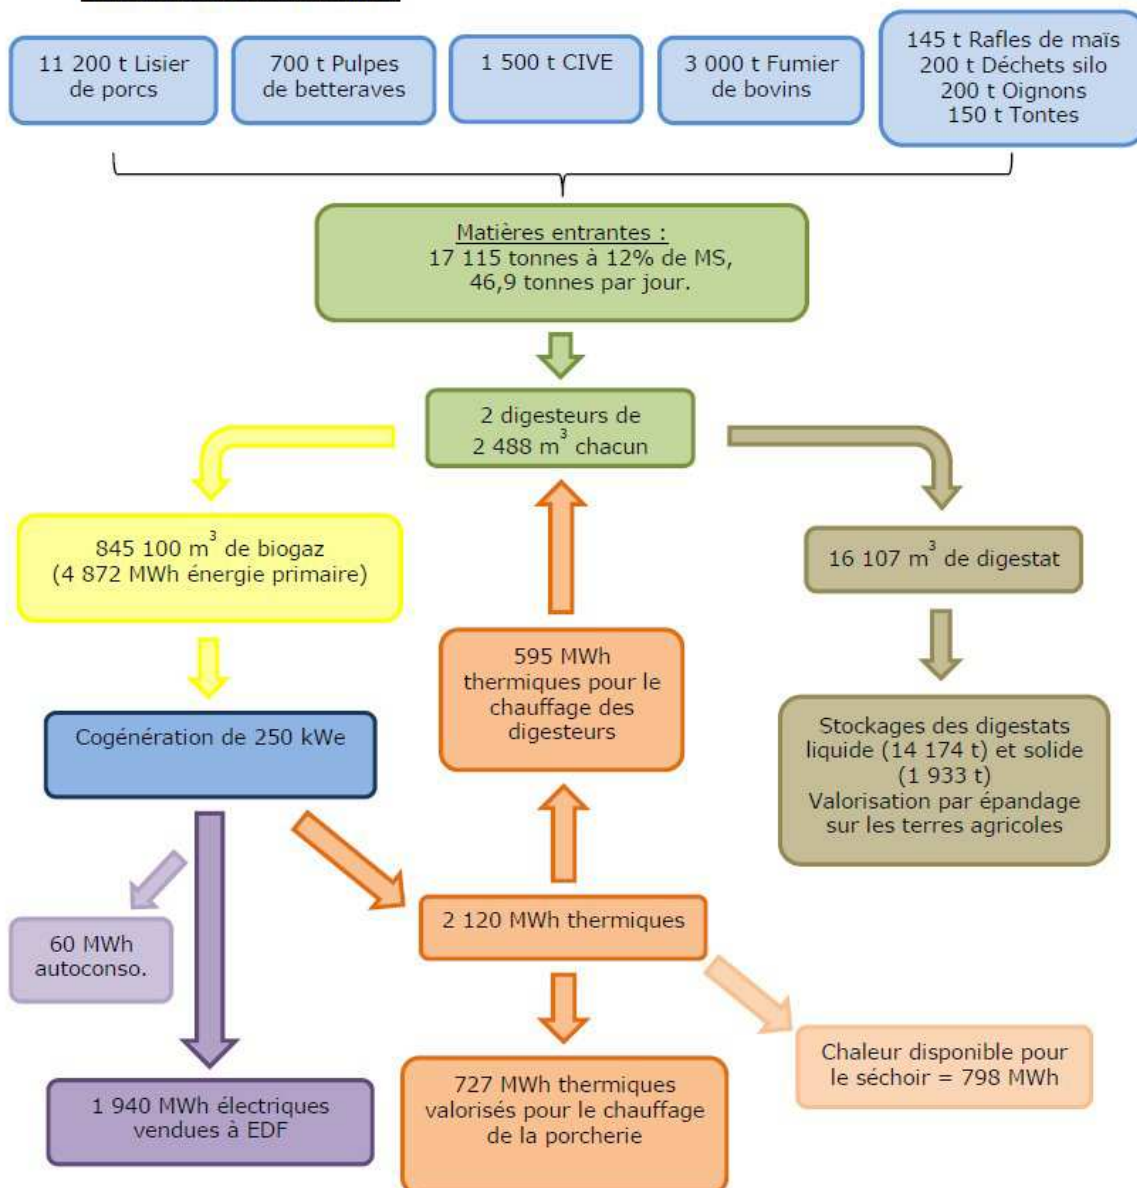 11 200 t Lisier
de porcs
700 t Pulpes
de betteraves
1 500 t CIVE
3 000 t Fumier
de bovins
145 t Rafles de maïs
200 t Déchets silo
200 t Oignons
150 t Tontes
Matières entrantes :
17 115 tonnes à 12% de MS,
46,9 tonnes par jour.
2 digesteurs de
2 488 m³ chacun
845 100 m³ de biogaz
(4 872 MWh énergie primaire)
16 107 m³ de digestat
595 MWh
thermiques pour le
chauffage des
digesteurs
Cogénération de 250 kWe
Stockages des digestats
liquide (14 174 t) et solide
(1 933 t)
Valorisation par épandage
sur les terres agricoles
2 120 MWh thermiques
60 MWh
autoconso.
Chaleur disponible pour
le séchoir = 798 MWh
1 940 MWh électriques
vendues à EDF
727 MWh thermiques
valorisés pour le chauffage
de la porcherie